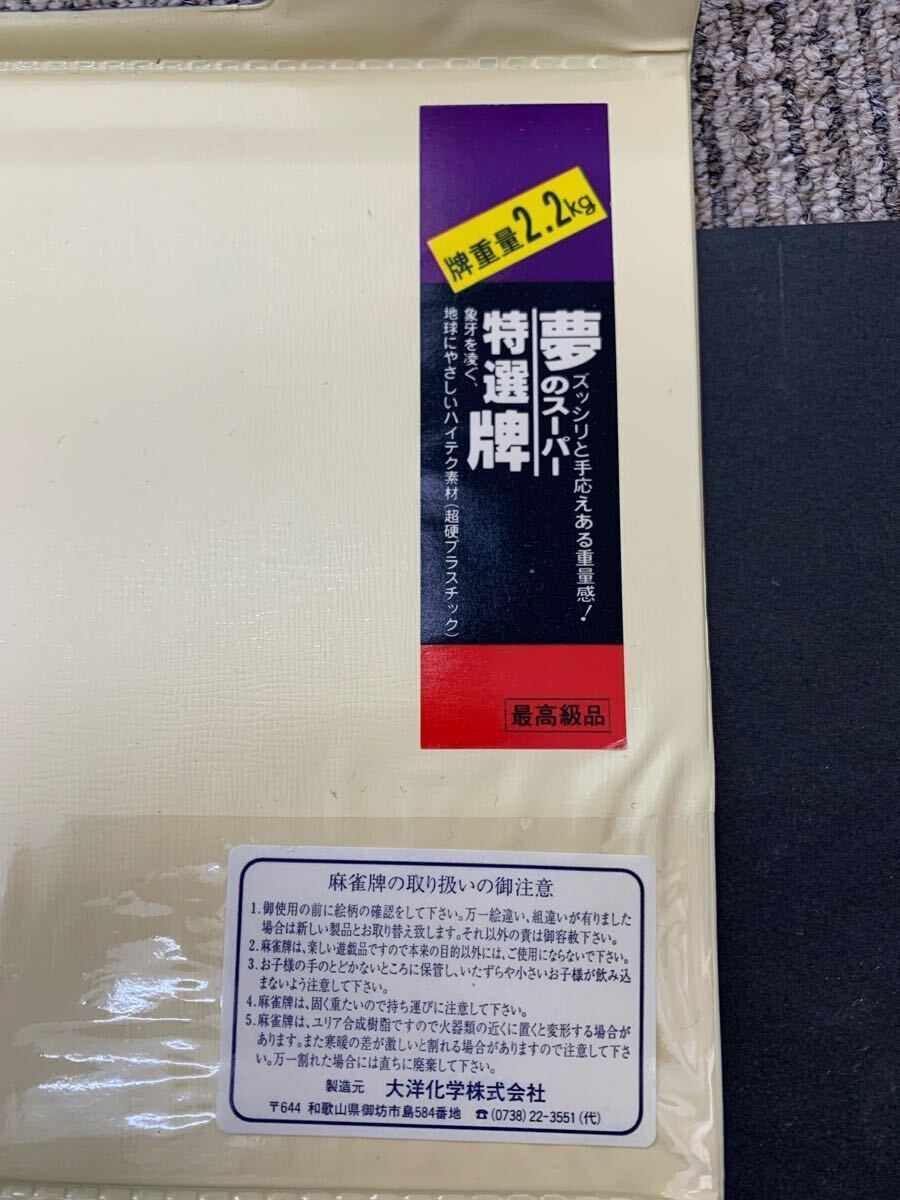 牌重量2.2kg
ズッシリと手応えある重量感!
夢のスーパー
特選牌
象牙を凌ぐ、
地球にやさしいハイテク素材(超硬プラスチック)
最高級品
麻雀牌の取り扱いの御注意
1.御使用の前に絵柄の確認をして下さい。万一絵違い、組違いが有りました
場合は新しい製品とお取り替え致します。それ以外の責は御容赦下さい。
2.麻雀牌は、楽しい遊戯品ですので本来の目的以外には、ご使用にならないで下さい。
3.お子様の手のとどかないところに保管し、いたずらや小さいお子様が飲み込
まないよう注意して下さい。
4.麻雀牌は、固く重たいので持ち運びに注意して下さい。
5.麻雀牌は、ユリア合成樹脂ですので火器類の近くに置くと変形する場合が
あります。また寒暖の差が激しいと割れる場合がありますので注意して下さ
い。万一割れた場合には直ちに廃棄して下さい。
製造元 大洋化学株式会社
〒644 和歌山県御坊市島584番地 ☎(0738)22-3551(代)